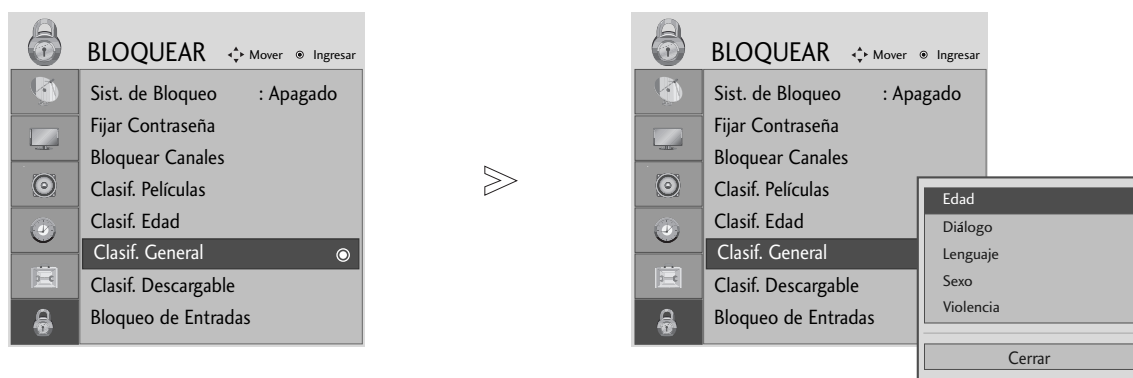 BLOQUEAR Mover Ingresar
Sist. de Bloqueo : Apagado
Fijar Contraseña
Bloquear Canales
Clasif. Películas
Clasif. Edad
Clasif. General
Clasif. Descargable
Bloqueo de Entradas
BLOQUEAR Mover Ingresar
Sist. de Bloqueo : Apagado
Fijar Contraseña
Bloquear Canales
Clasif. Películas
Clasif. Edad
Clasif. General
Clasif. Descargable
Bloqueo de Entradas
Edad
Diálogo
Lenguaje
Sexo
Violencia
Cerrar